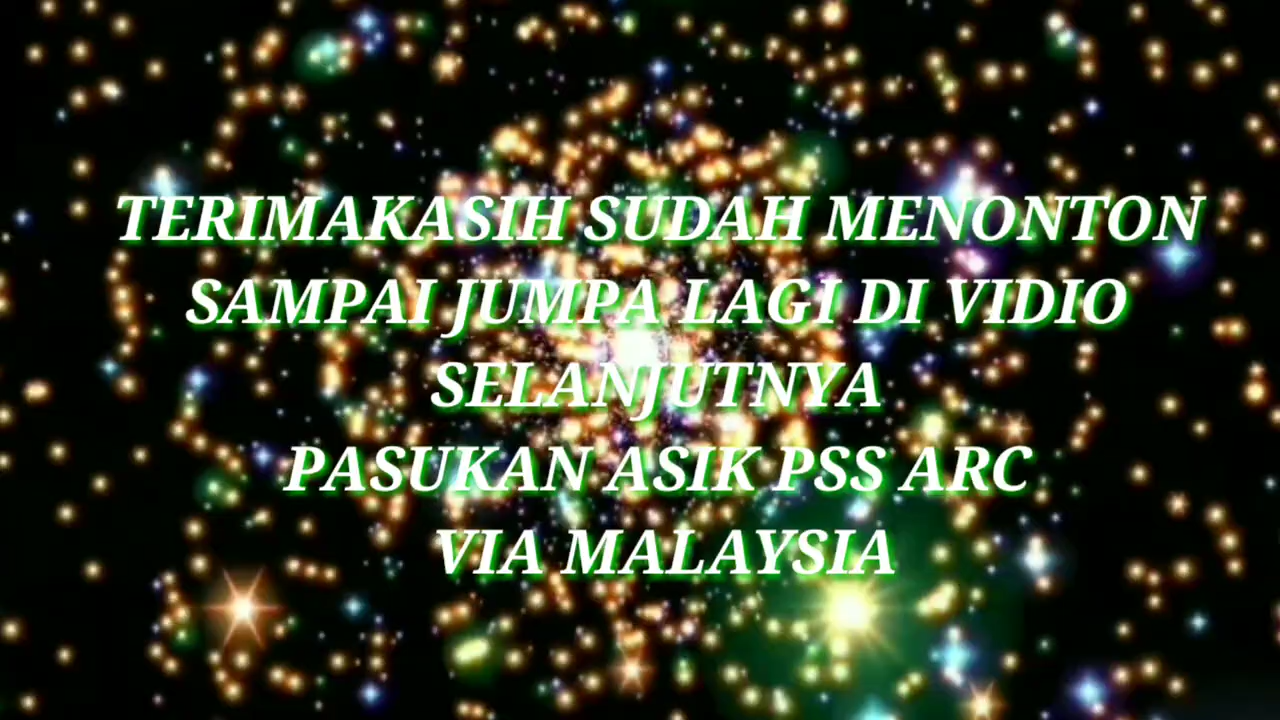 TERIMAKASIH SUDAH MENONTON
SAMPAI JUMPA LAGI DI VIDIO
SELANJUTNYA
PASUKAN ASIK PSS ARC
VIA MALAYSIA